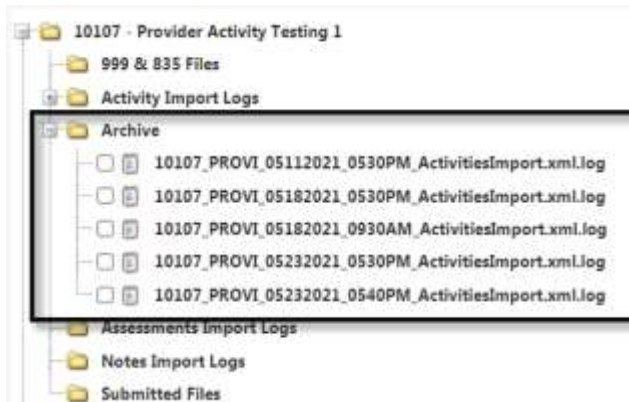 10107 - Provider Activity Testing 1
999 & 835 Files
Activity Import Logs
Archive
10107_PROVI_05112021_0530PM_ActivitiesImport.xml.log
10107_PROVI_05182021_0530PM_ActivitiesImport.xml.log
10107_PROVI_05182021_0930AM_ActivitiesImport.xml.log
10107_PROVI_05232021_0530PM_ActivitiesImport.xml.log
10107_PROVI_05232021_0540PM_ActivitiesImport.xml.log
Assessments Import Logs
Notes Import Logs
Submitted Files